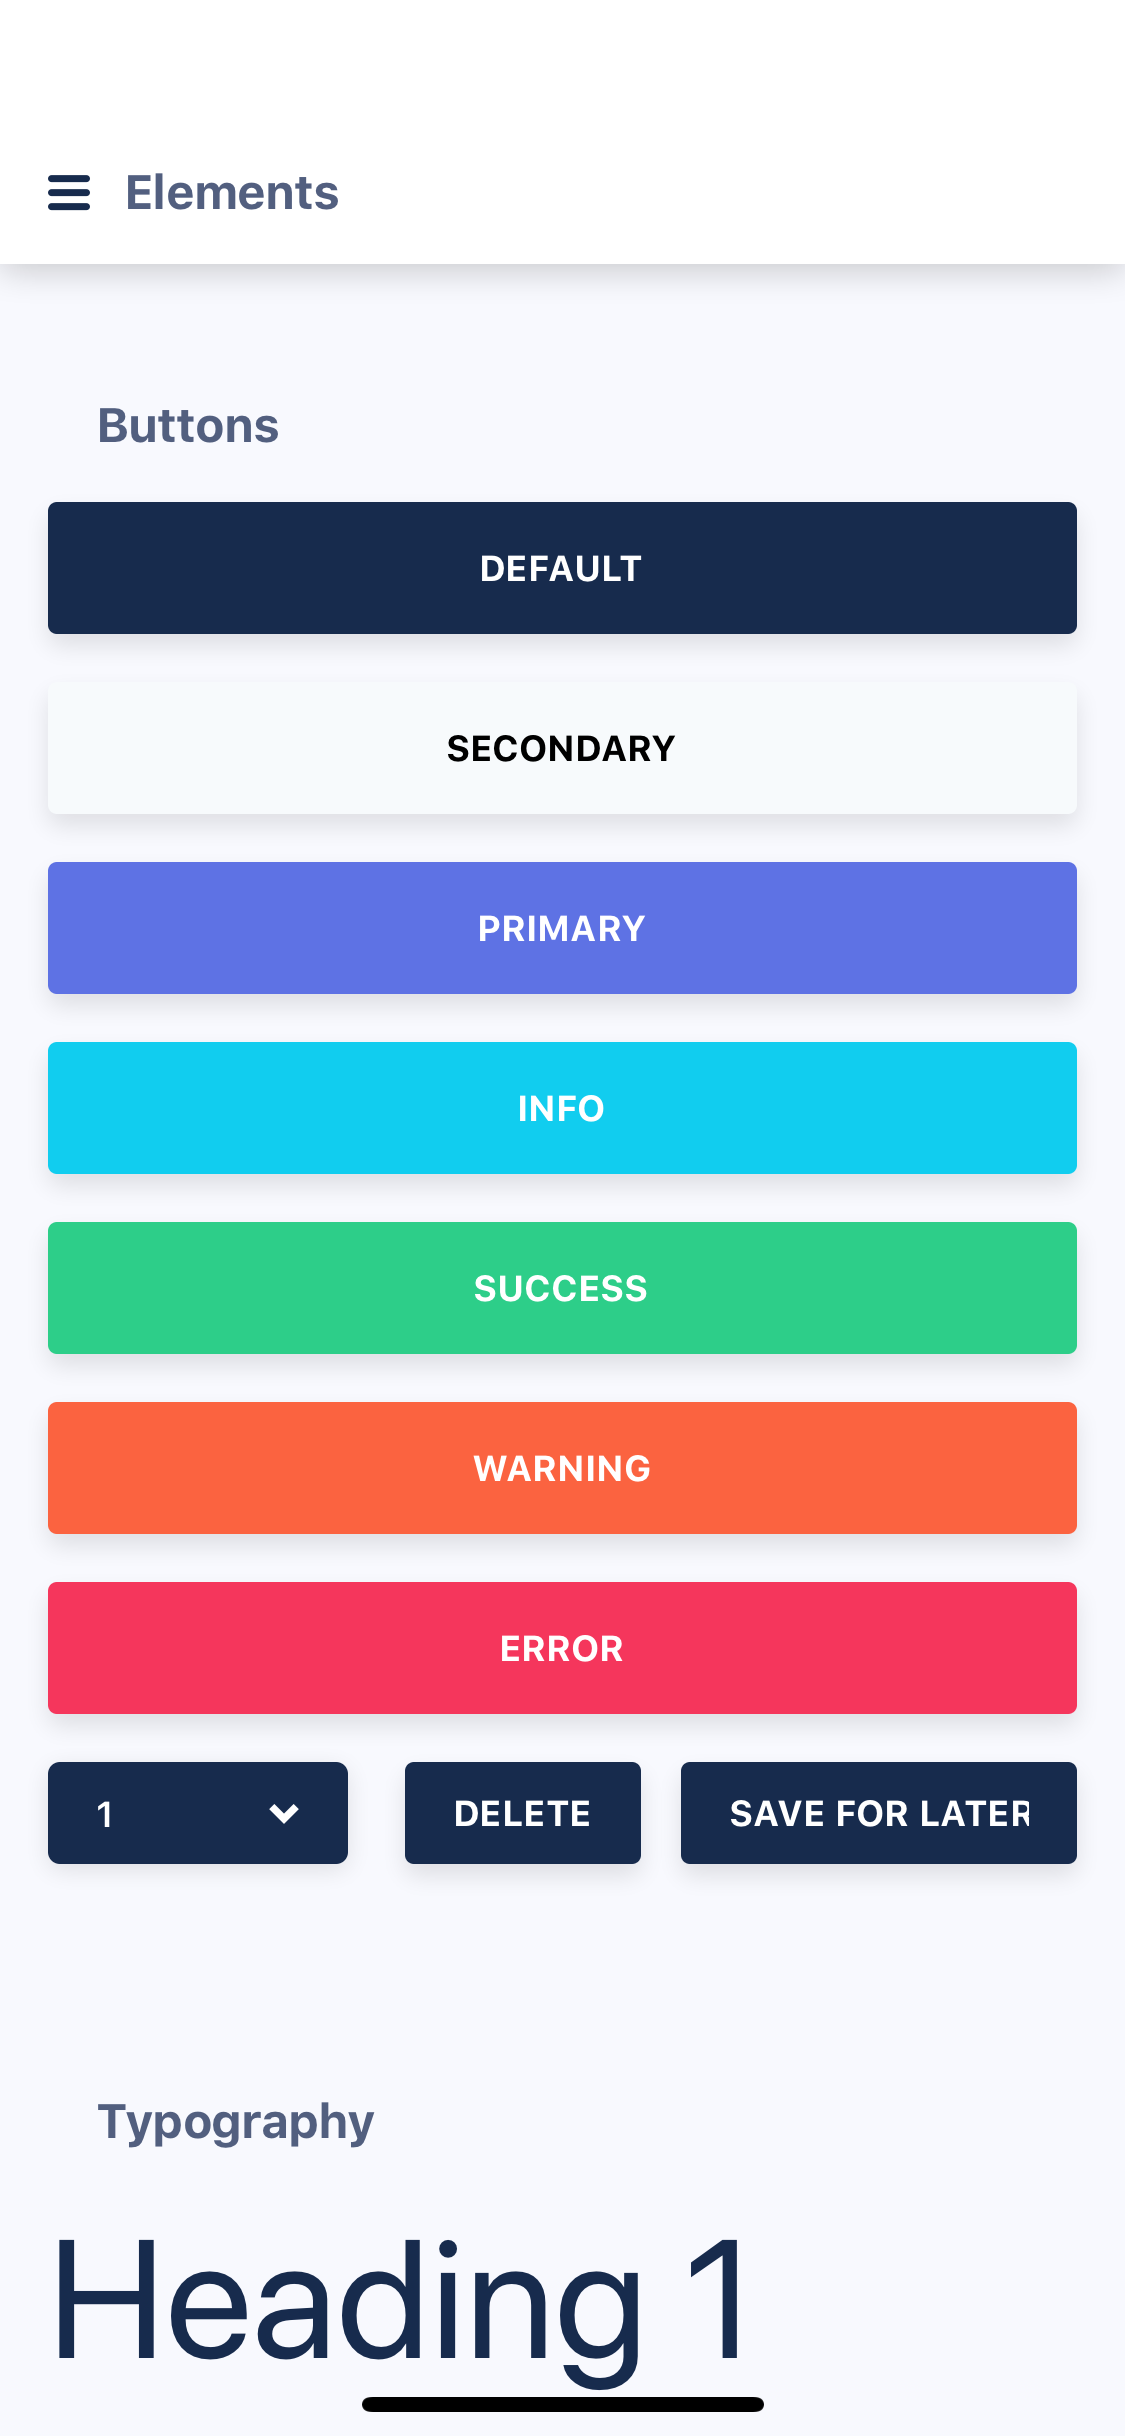 Elements
Buttons
DEFAULT
SECONDARY
PRIMARY
INFO
SUCCESS
WARNING
ERROR
1 DELETE SAVE FOR LATER
Typography
Heading 1